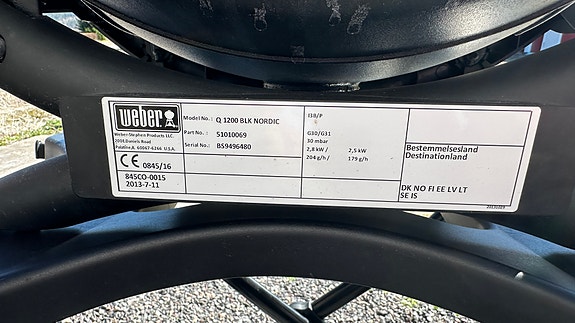 weber
Weber-Stephen Products LLC.
2001 Daniels Road
Palatine, IL 60067-6266 U.S.A.
CE 0845/16
845CO-0015
2013-7-11
Model No.: Q 1200 BLK NORDIC
Part No.: 51010069
Serial No.: BS9496480
I3B/P
G30/G31
30 mbar
2,8 kW / 2,5 kW
204 g/h 179 g/h
Bestemmelsesland
Destinationland
DK NO FI EE LV LT
SE IS